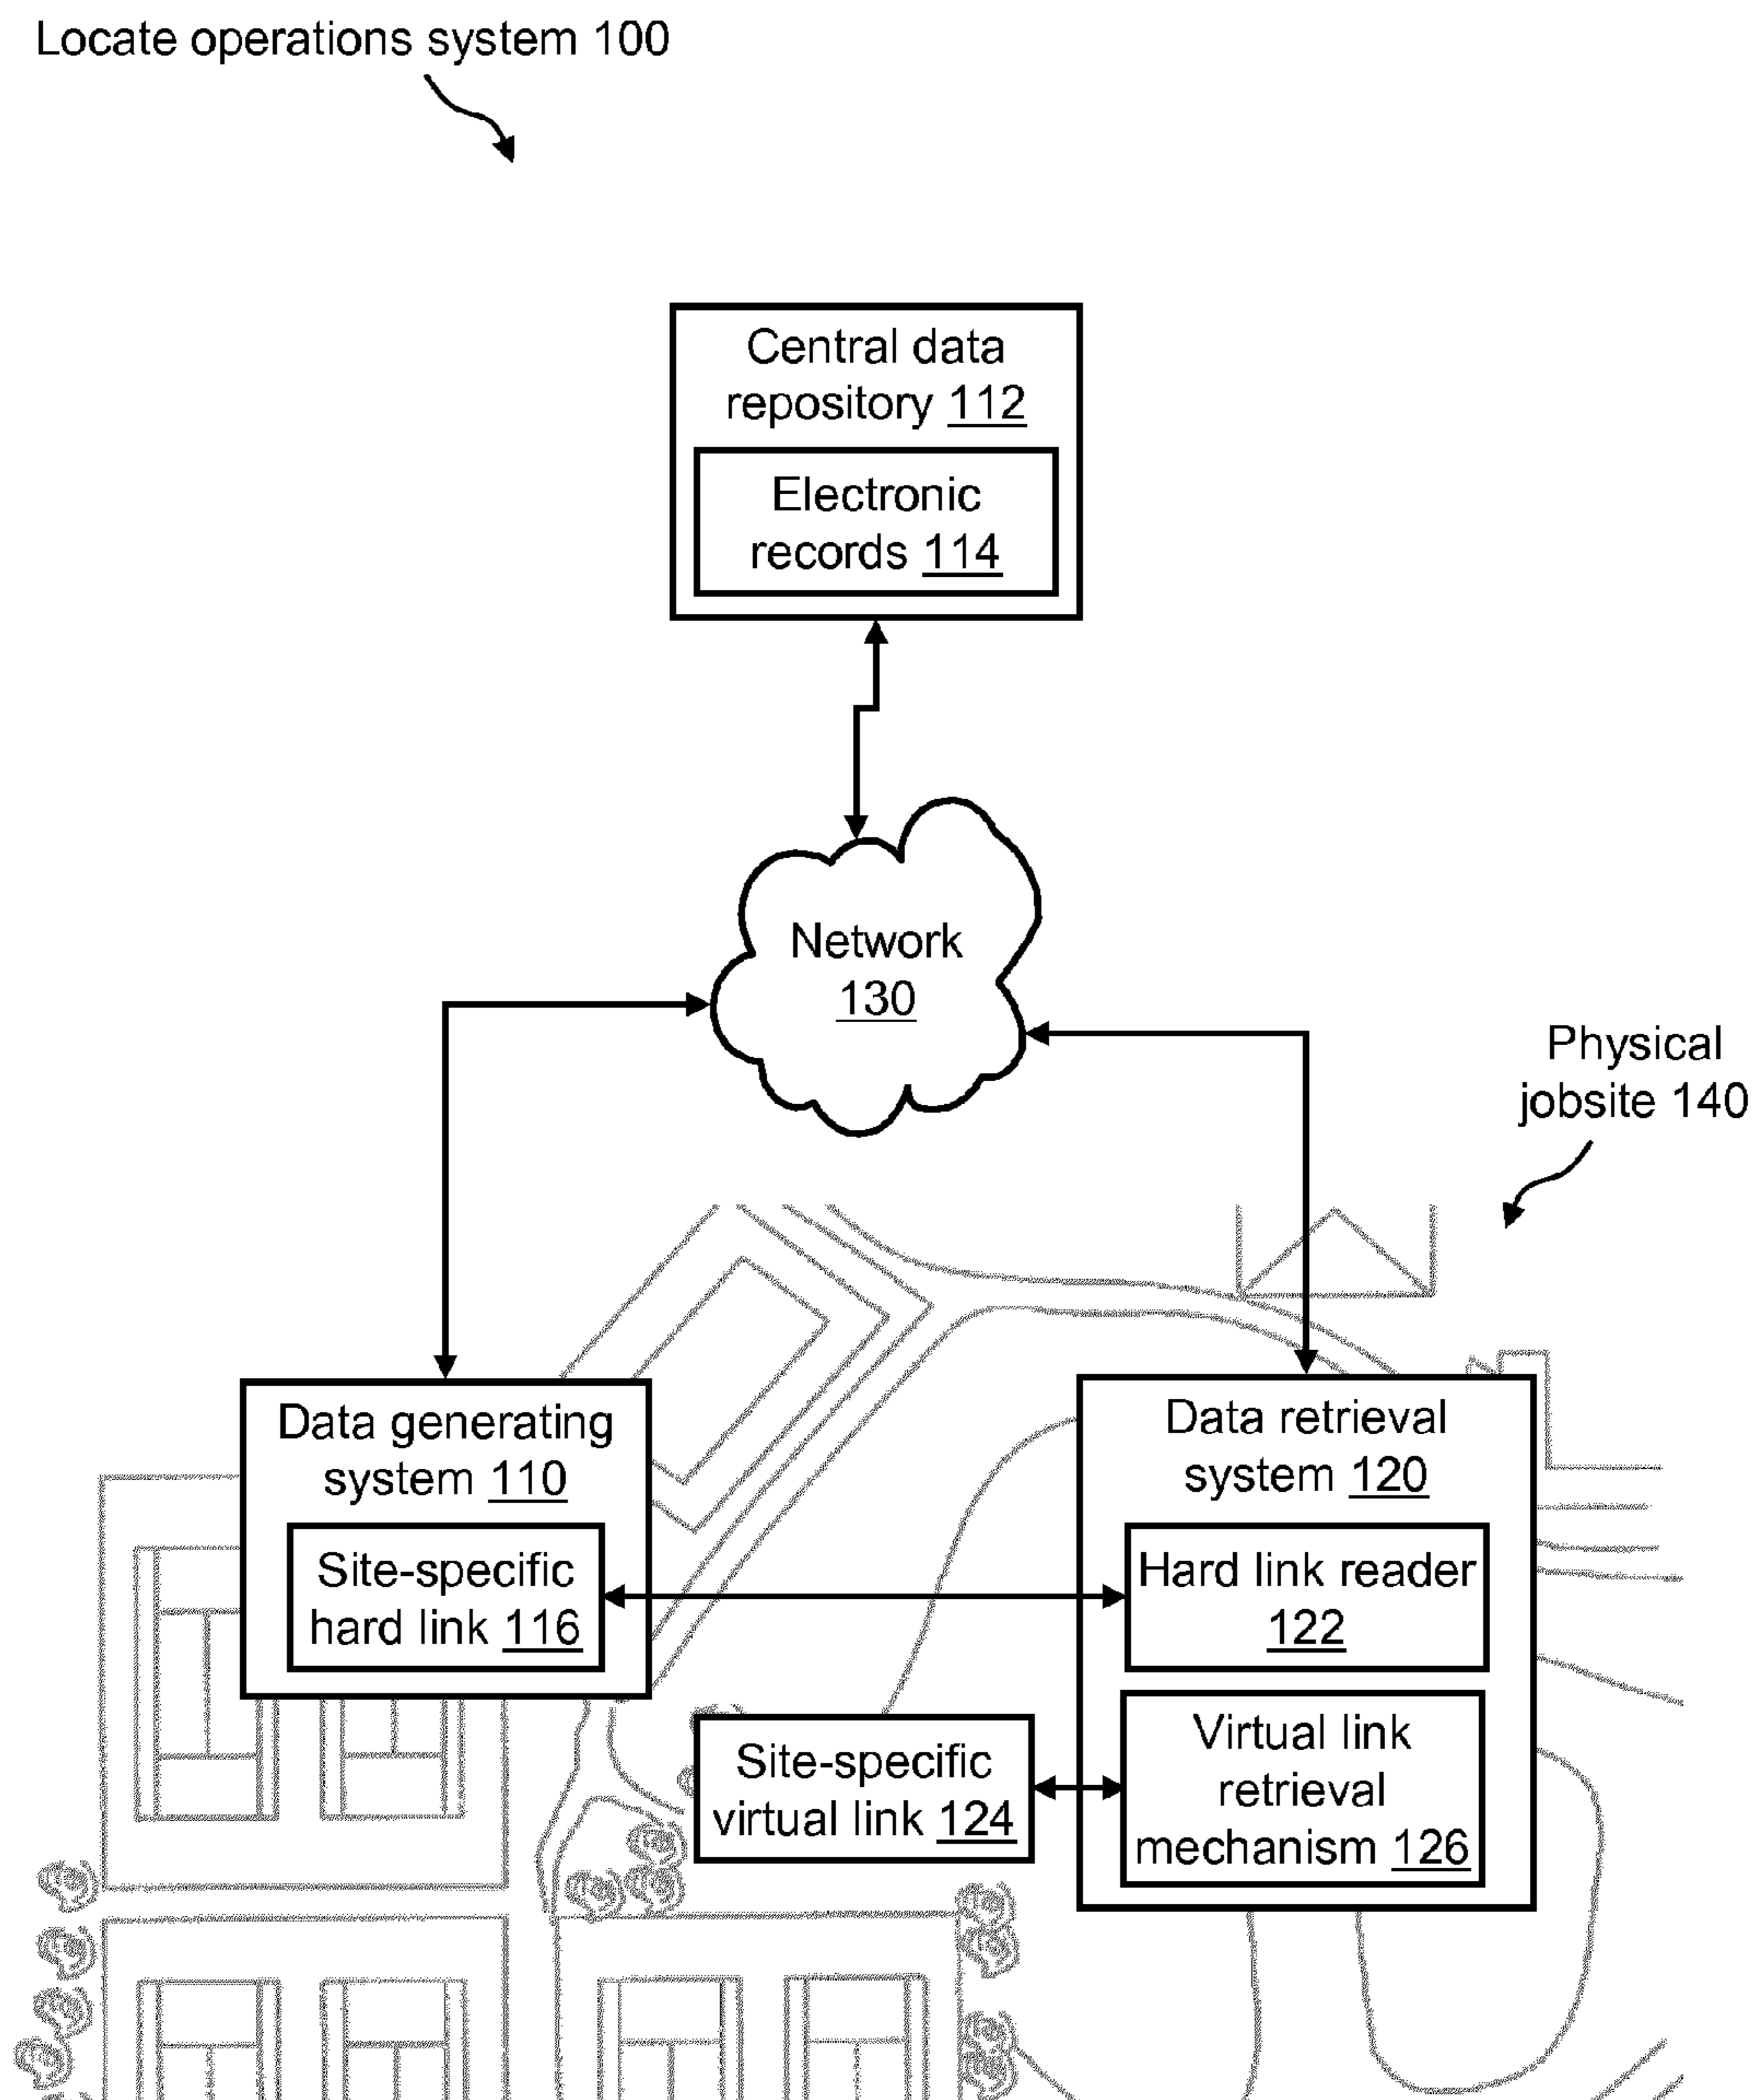 Locate operations system 100
Central data
repository 112
Electronic
records 114
Network
130
Physical
jobsite 140
Data generating
system 110
Site-specific
hard link 116
Data retrieval
system 120
Hard link reader
122
Site-specific
virtual link 124
Virtual link
retrieval
mechanism 126